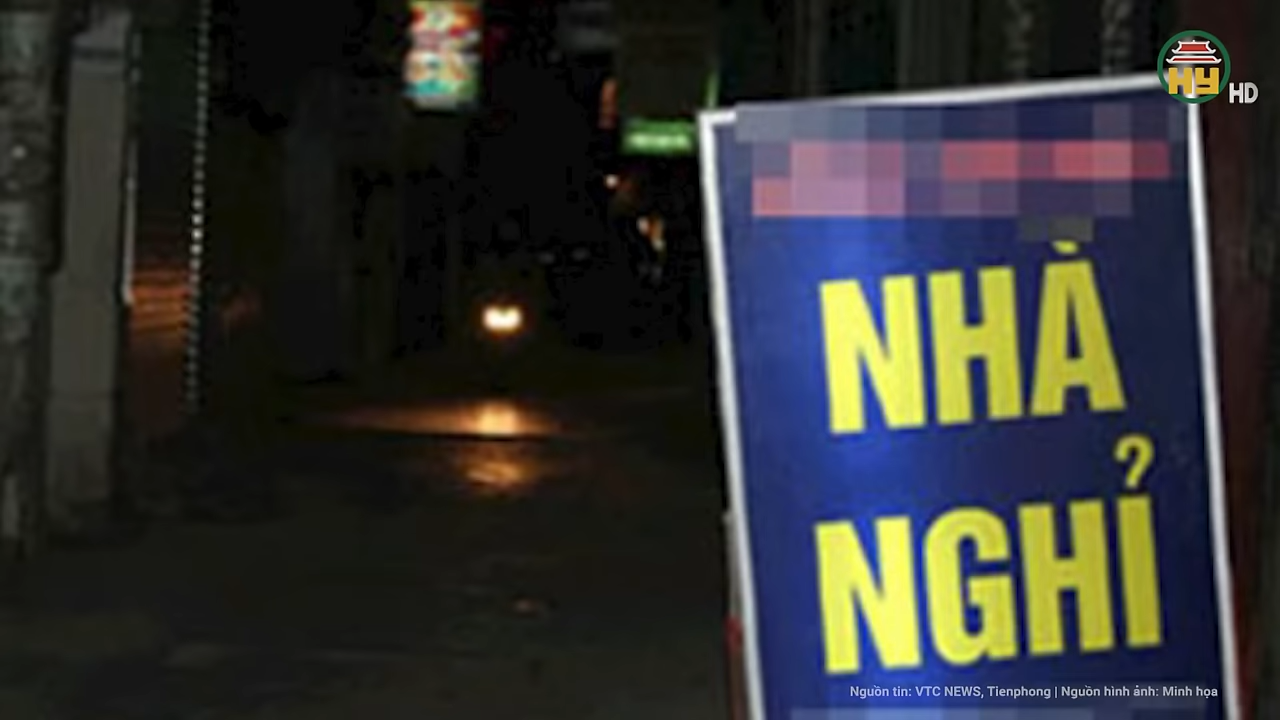 HY HD
NHÀ
NGHỈ
Nguồn tin: VTC NEWS, Tienphong | Nguồn hình ảnh: Minh họa